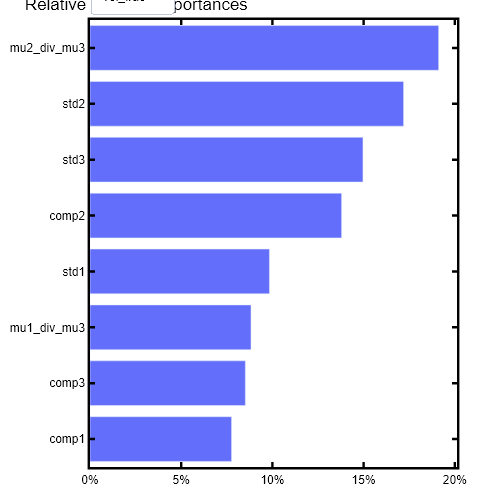 Relative portances
mu2_div_mu3
std2
std3
comp2
std1
mu1_div_mu3
comp3
comp1
0% 5% 10% 15% 20%